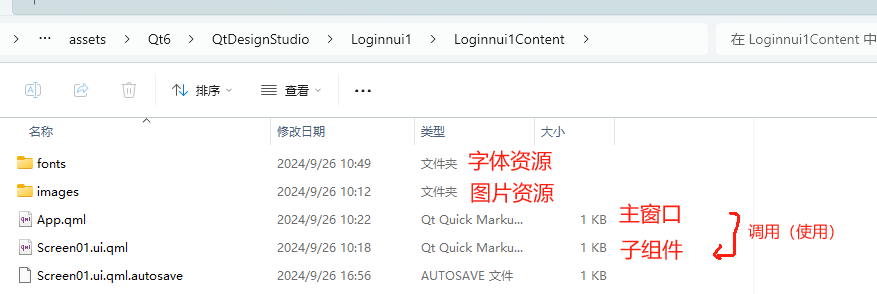 … assets Qt6 QtDesignStudio Loginnui1 Loginnui1Content 在 Loginnui1Content 中
排序 查看 …
名称 修改日期 类型 大小
fonts 2024/9/26 10:49 文件夹 字体资源
images 2024/9/26 10:12 文件夹 图片资源
App.qml 2024/9/26 10:22 Qt Quick Marku... 1 KB 主窗口
调用（使用）
Screen01.ui.qml 2024/9/26 10:18 Qt Quick Marku... 1 KB 子组件
Screen01.ui.qml.autosave 2024/9/26 16:56 AUTOSAVE 文件 1 KB